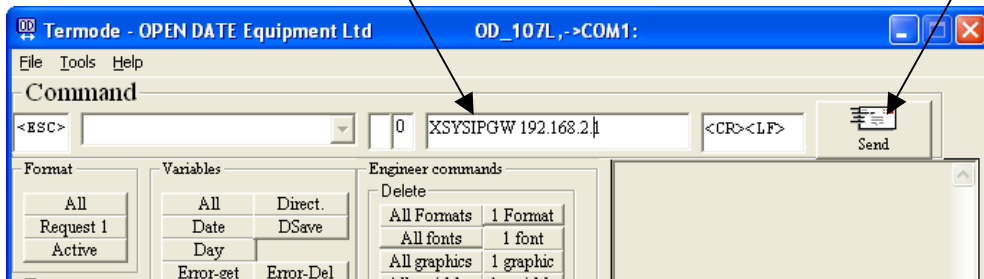 Termode - OPEN DATE Equipment Ltd OD_107L,->COM1:
File Tools Help
Command
<ESC> 0 XSYSIPGW 192.168.2.1 <CR><LF> Send
Format Variables Engineer commands
Delete
All All Direct. All Formats 1 Format
Request 1 Date DSave All fonts 1 font
Active Day All graphics 1 graphic
Error-get Error-Del